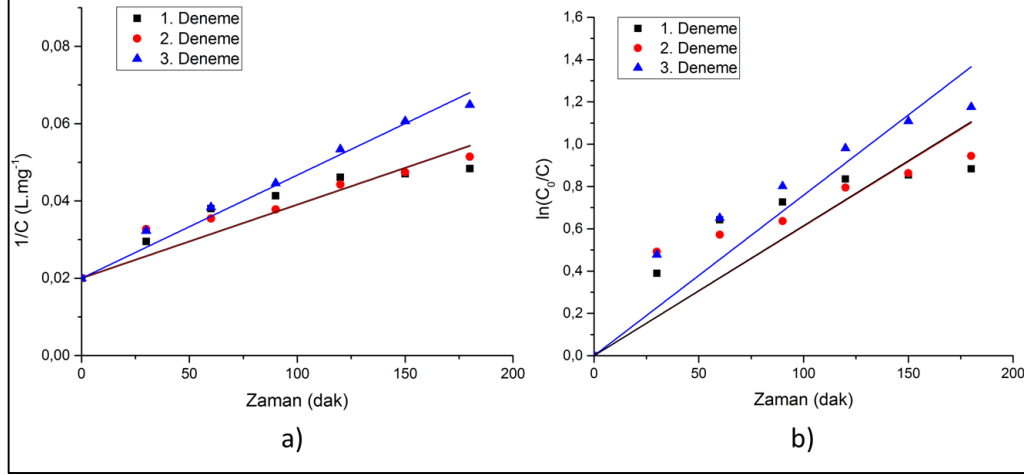 1. Deneme
2. Deneme
3. Deneme
0,08
0,06
0,04
0,02
0,00
1/C (L.mg⁻¹)
0
50
100
150
200
Zaman (dak)
a)
1. Deneme
2. Deneme
3. Deneme
1,6
1,4
1,2
1,0
0,8
0,6
0,4
0,2
0,0
ln(C₀/C)
0
50
100
150
200
Zaman (dak)
b)